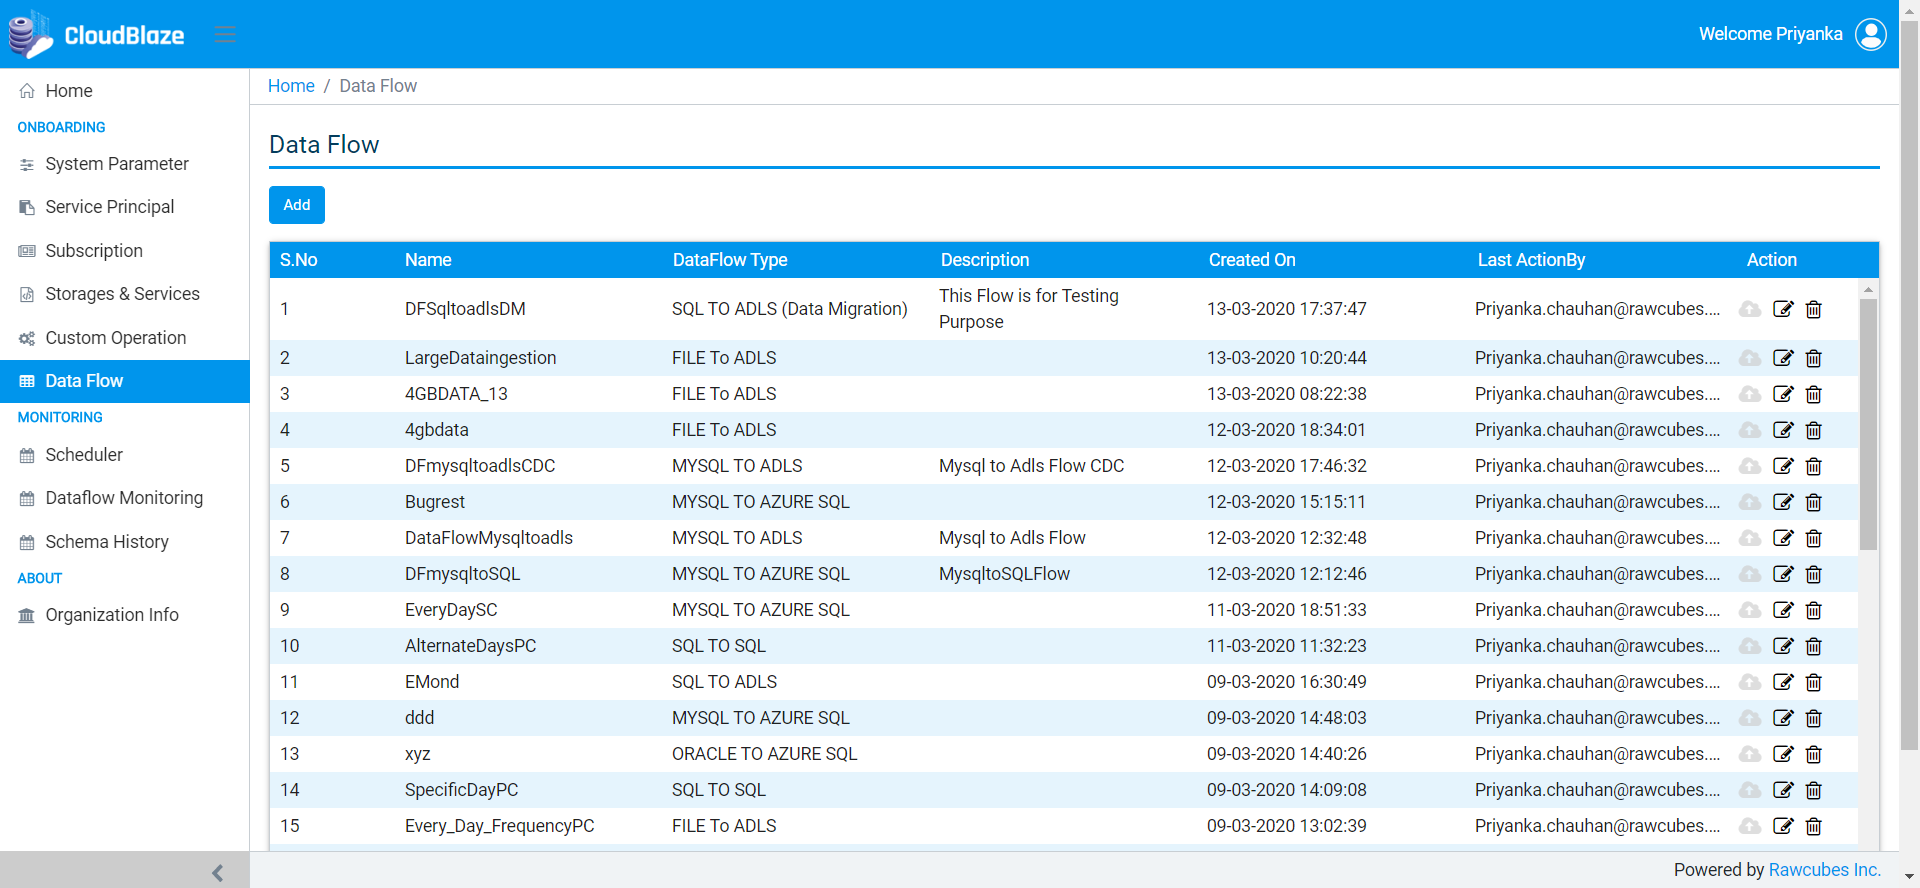 CloudBlaze
Welcome Priyanka
Home
ONBOARDING
System Parameter
Service Principal
Subscription
Storages & Services
Custom Operation
Data Flow
MONITORING
Scheduler
Dataflow Monitoring
Schema History
ABOUT
Organization Info
Home / Data Flow
Data Flow
Add
S.No Name DataFlow Type Description Created On Last ActionBy Action
1 DFSqltoadlsDM SQL TO ADLS (Data Migration) This Flow is for Testing Purpose 13-03-2020 17:37:47 Priyanka.chauhan@rawcubes....
2 LargeDataingestion FILE To ADLS 13-03-2020 10:20:44 Priyanka.chauhan@rawcubes....
3 4GBDATA_13 FILE To ADLS 13-03-2020 08:22:38 Priyanka.chauhan@rawcubes....
4 4gbdata FILE To ADLS 12-03-2020 18:34:01 Priyanka.chauhan@rawcubes....
5 DFmysqltoadlsCDC MYSQL TO ADLS Mysql to Adls Flow CDC 12-03-2020 17:46:32 Priyanka.chauhan@rawcubes....
6 Bugrest MYSQL TO AZURE SQL 12-03-2020 15:15:11 Priyanka.chauhan@rawcubes....
7 DataFlowMysqltoadls MYSQL TO ADLS Mysql to Adls Flow 12-03-2020 12:32:48 Priyanka.chauhan@rawcubes....
8 DFmysqltoSQL MYSQL TO AZURE SQL MysqltoSQLFlow 12-03-2020 12:12:46 Priyanka.chauhan@rawcubes....
9 EveryDaySC MYSQL TO AZURE SQL 11-03-2020 18:51:33 Priyanka.chauhan@rawcubes....
10 AlternateDaysPC SQL TO SQL 11-03-2020 11:32:23 Priyanka.chauhan@rawcubes....
11 EMond SQL TO ADLS 09-03-2020 16:30:49 Priyanka.chauhan@rawcubes....
12 ddd MYSQL TO AZURE SQL 09-03-2020 14:48:03 Priyanka.chauhan@rawcubes....
13 xyz ORACLE TO AZURE SQL 09-03-2020 14:40:26 Priyanka.chauhan@rawcubes....
14 SpecificDayPC SQL TO SQL 09-03-2020 14:09:08 Priyanka.chauhan@rawcubes....
15 Every_Day_FrequencyPC FILE To ADLS 09-03-2020 13:02:39 Priyanka.chauhan@rawcubes....
Powered by Rawcubes Inc.